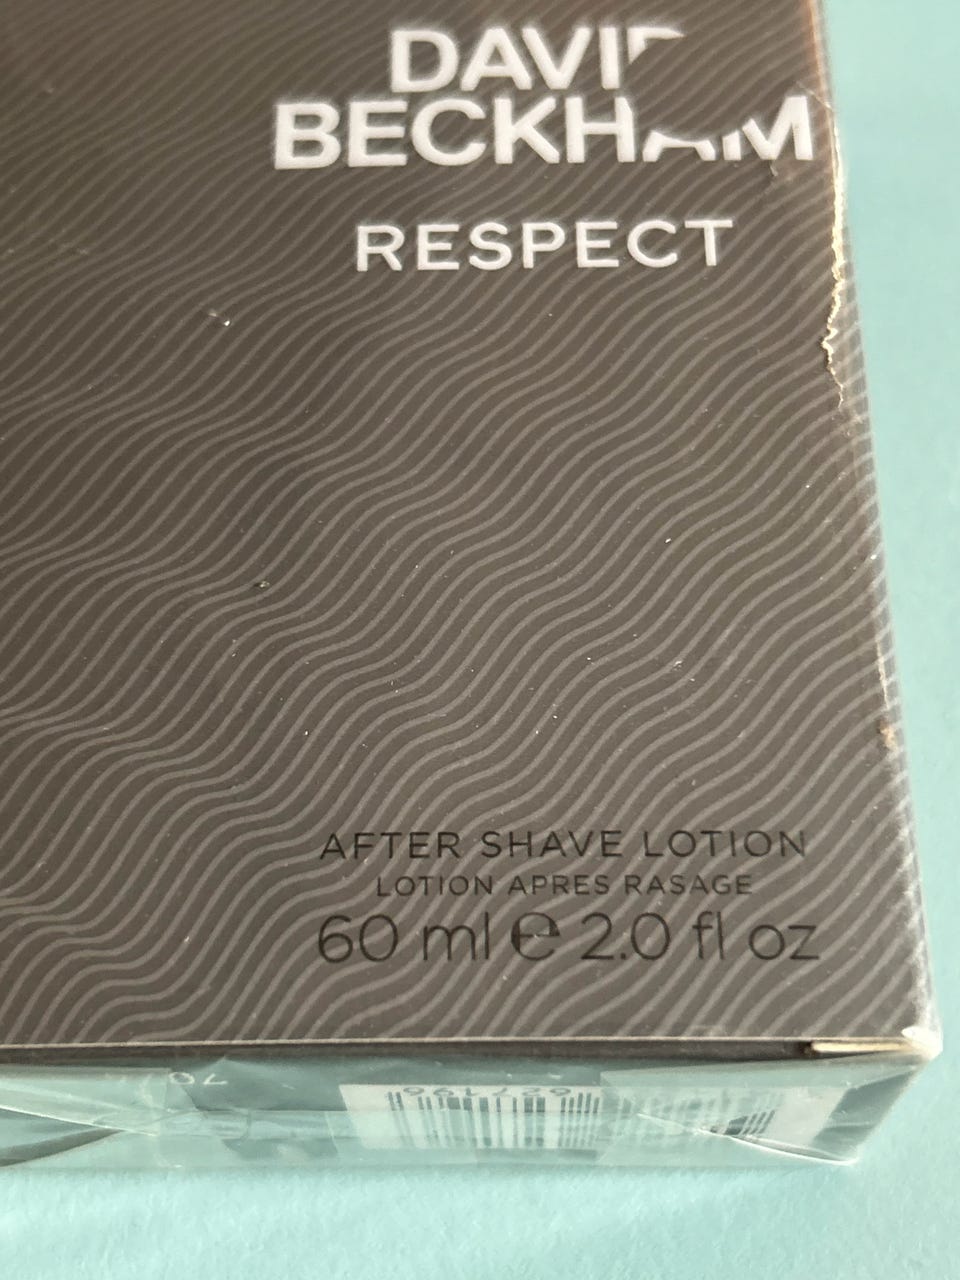 DAVID
BECKHAM
RESPECT
AFTER SHAVE LOTION
LOTION APRES RASAGE
60 ml ℮ 2.0 fl oz